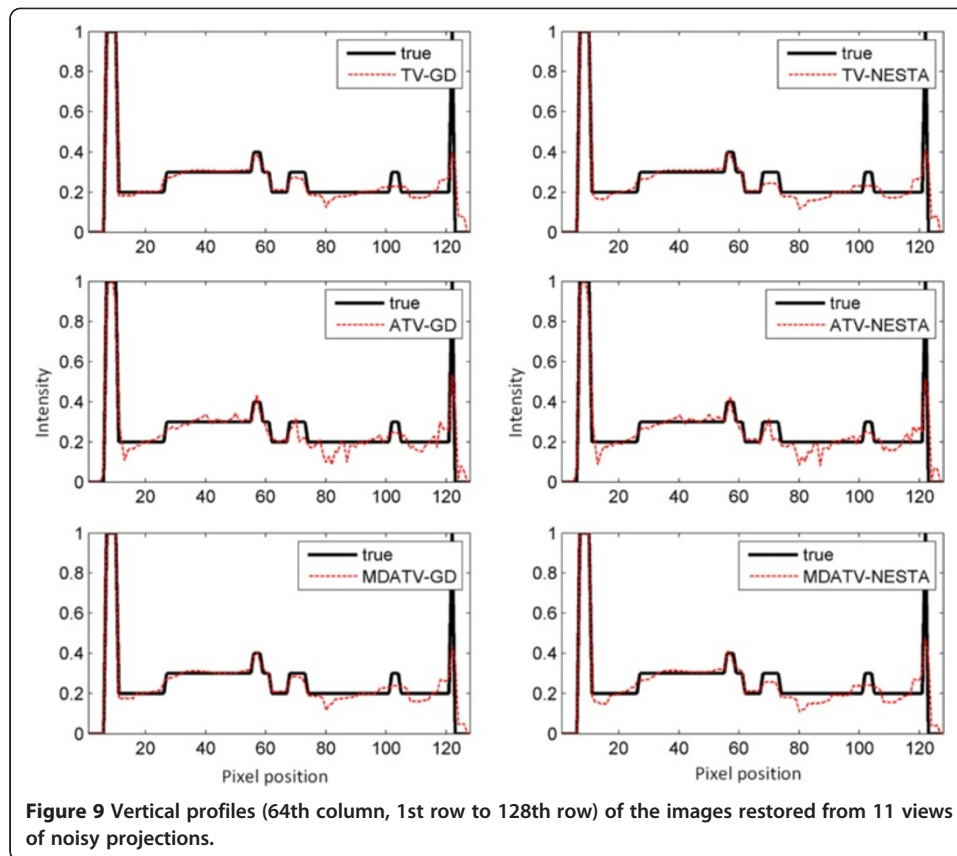 1
0.8
0.6
0.4
0.2
0
20 40 60 80 100 120
true
TV-GD
1
0.8
0.6
0.4
0.2
0
20 40 60 80 100 120
true
TV-NESTA
Intensity
1
0.8
0.6
0.4
0.2
0
20 40 60 80 100 120
true
ATV-GD
Intensity
1
0.8
0.6
0.4
0.2
0
20 40 60 80 100 120
true
ATV-NESTA
1
0.8
0.6
0.4
0.2
0
20 40 60 80 100 120
Pixel position
true
MDATV-GD
1
0.8
0.6
0.4
0.2
0
20 40 60 80 100 120
Pixel position
true
MDATV-NESTA
Figure 9 Vertical profiles (64th column, 1st row to 128th row) of the images restored from 11 views
of noisy projections.